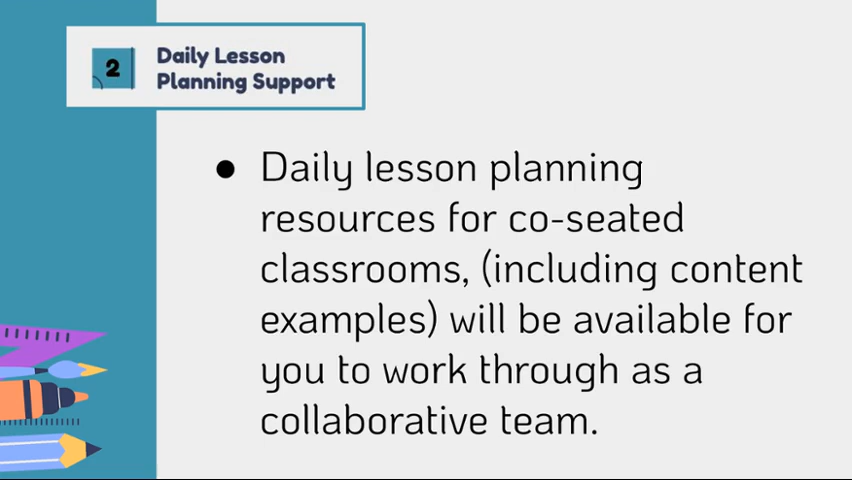 2
Daily Lesson
Planning Support
● Daily lesson planning
resources for co-seated
classrooms, (including content
examples) will be available for
you to work through as a
collaborative team.